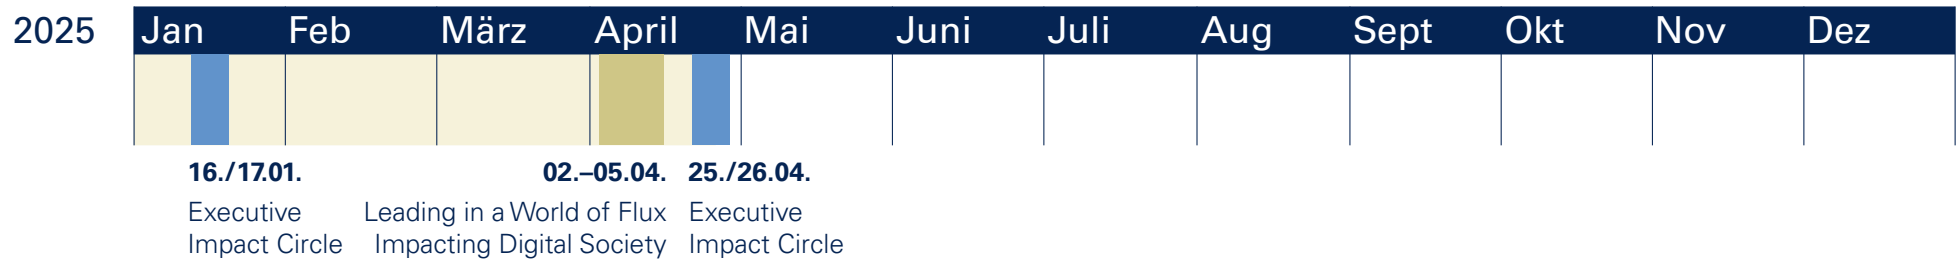 2025 Jan Feb März April Mai Juni Juli Aug Sept Okt Nov Dez
16./17.01.
Executive
Impact Circle
02.–05.04.
Leading in a World of Flux
Impacting Digital Society
25./26.04.
Executive
Impact Circle